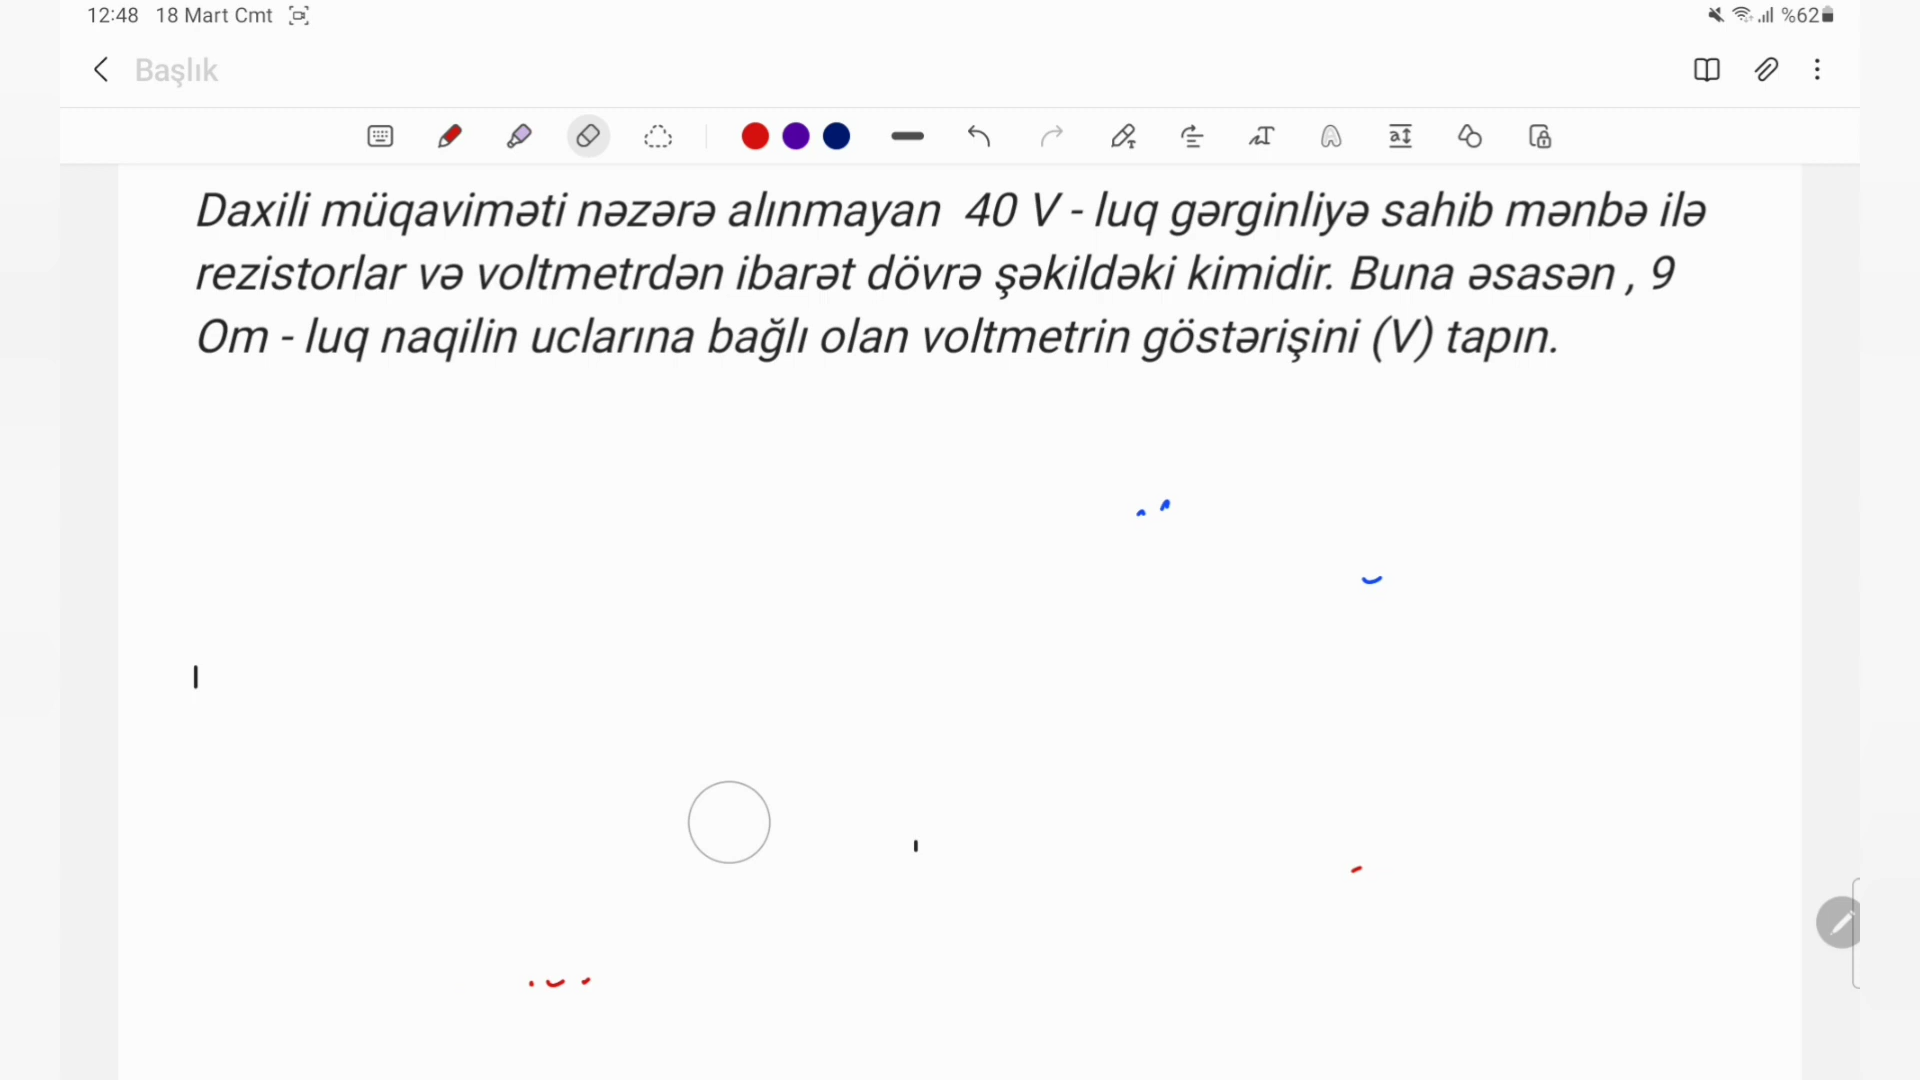 12:48 18 Mart Cmt %62
Başlık
Daxili müqaviməti nəzərə alınmayan 40 V - luq gərginliyə sahib mənbə ilə
rezistorlar və voltmetrdən ibarət dövrə şəkildəki kimidir. Buna əsasən , 9
Om - luq naqilin uclarına bağlı olan voltmetrin göstərişini (V) tapın.